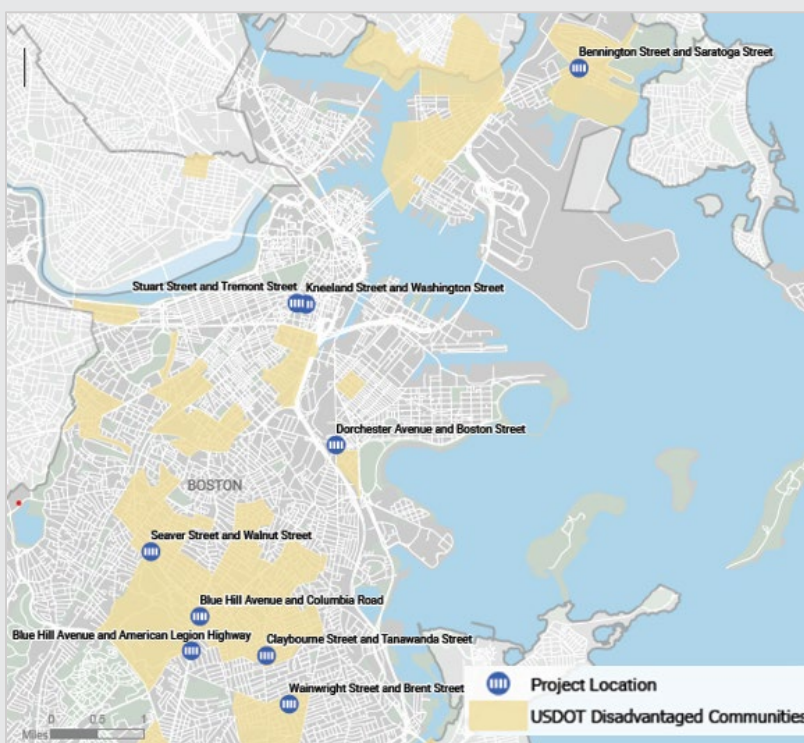 Bennington Street and Saratoga Street
Stuart Street and Tremont Street
Kneeland Street and Washington Street
Dorchester Avenue and Boston Street
BOSTON
Seaver Street and Walnut Street
Blue Hill Avenue and Columbia Road
Blue Hill Avenue and American Legion Highway
Claybourne Street and Tanawanda Street
Wainwright Street and Brent Street
Project Location
USDOT Disadvantaged Communities
0 0.5 1
Miles